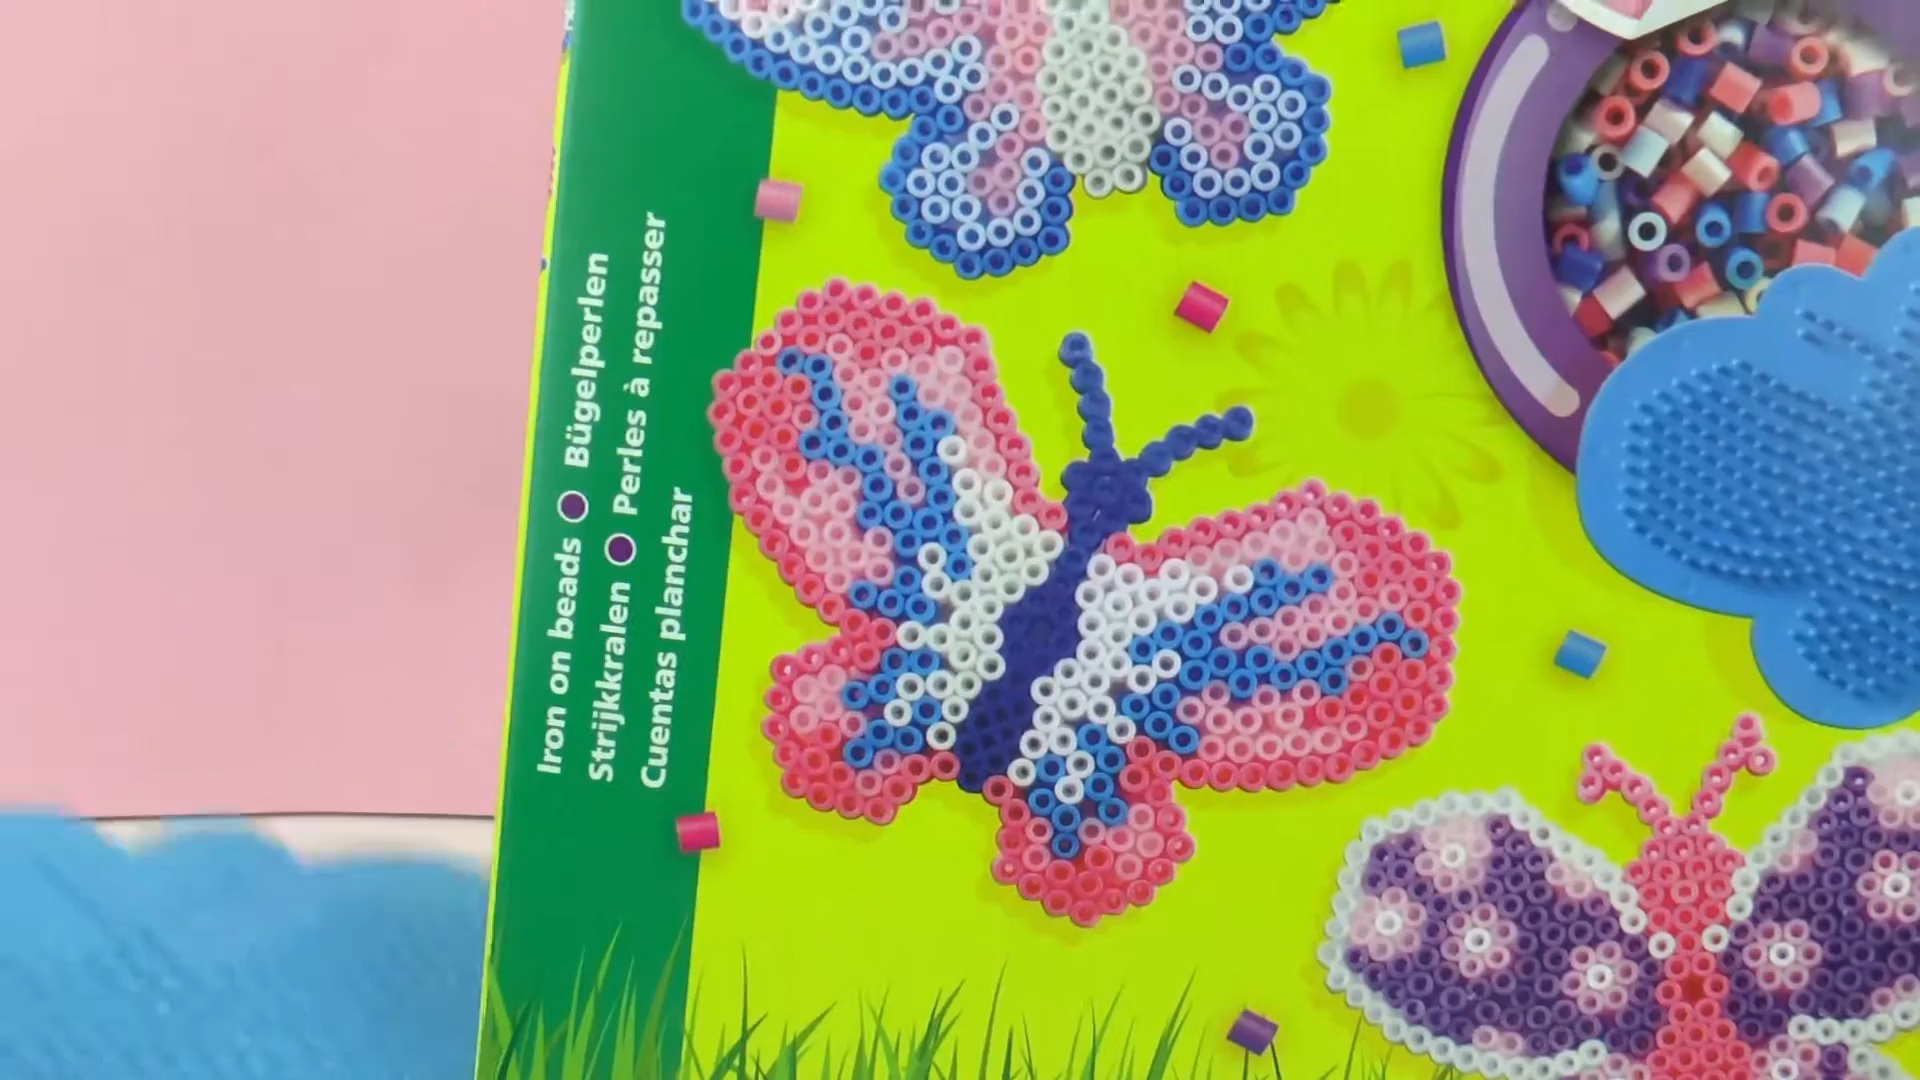 Iron on beads ● Bügelperlen
Strijkkralen ● Perles à repasser
Cuentas planchar